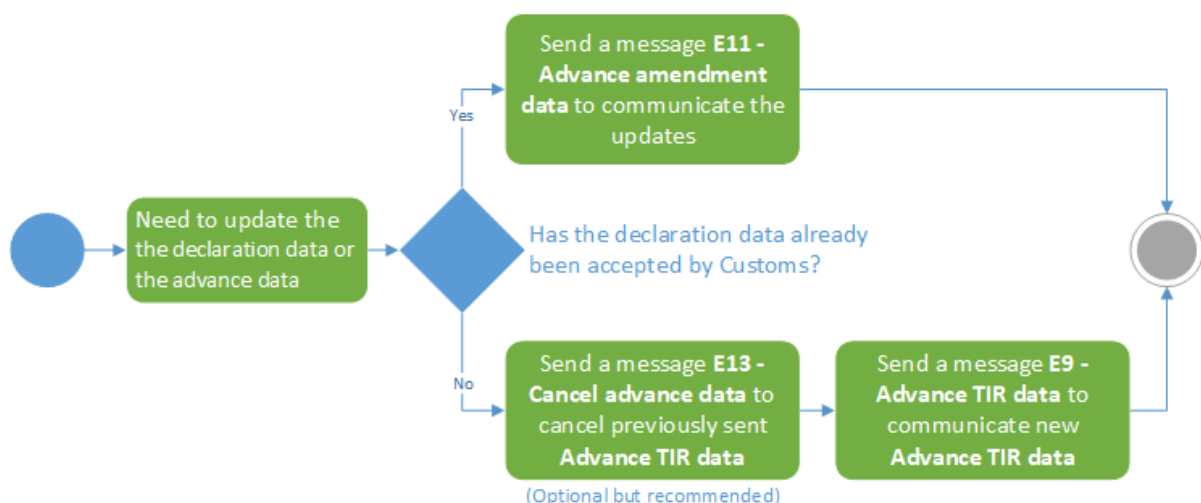 Send a message E11 -
Advance amendment
data to communicate the
updates
Yes
Need to update the
the declaration data or
the advance data
Has the declaration data already
been accepted by Customs?
No
Send a message E13 -
Cancel advance data to
cancel previously sent
Advance TIR data
(Optional but recommended)
Send a message E9 -
Advance TIR data to
communicate new
Advance TIR data